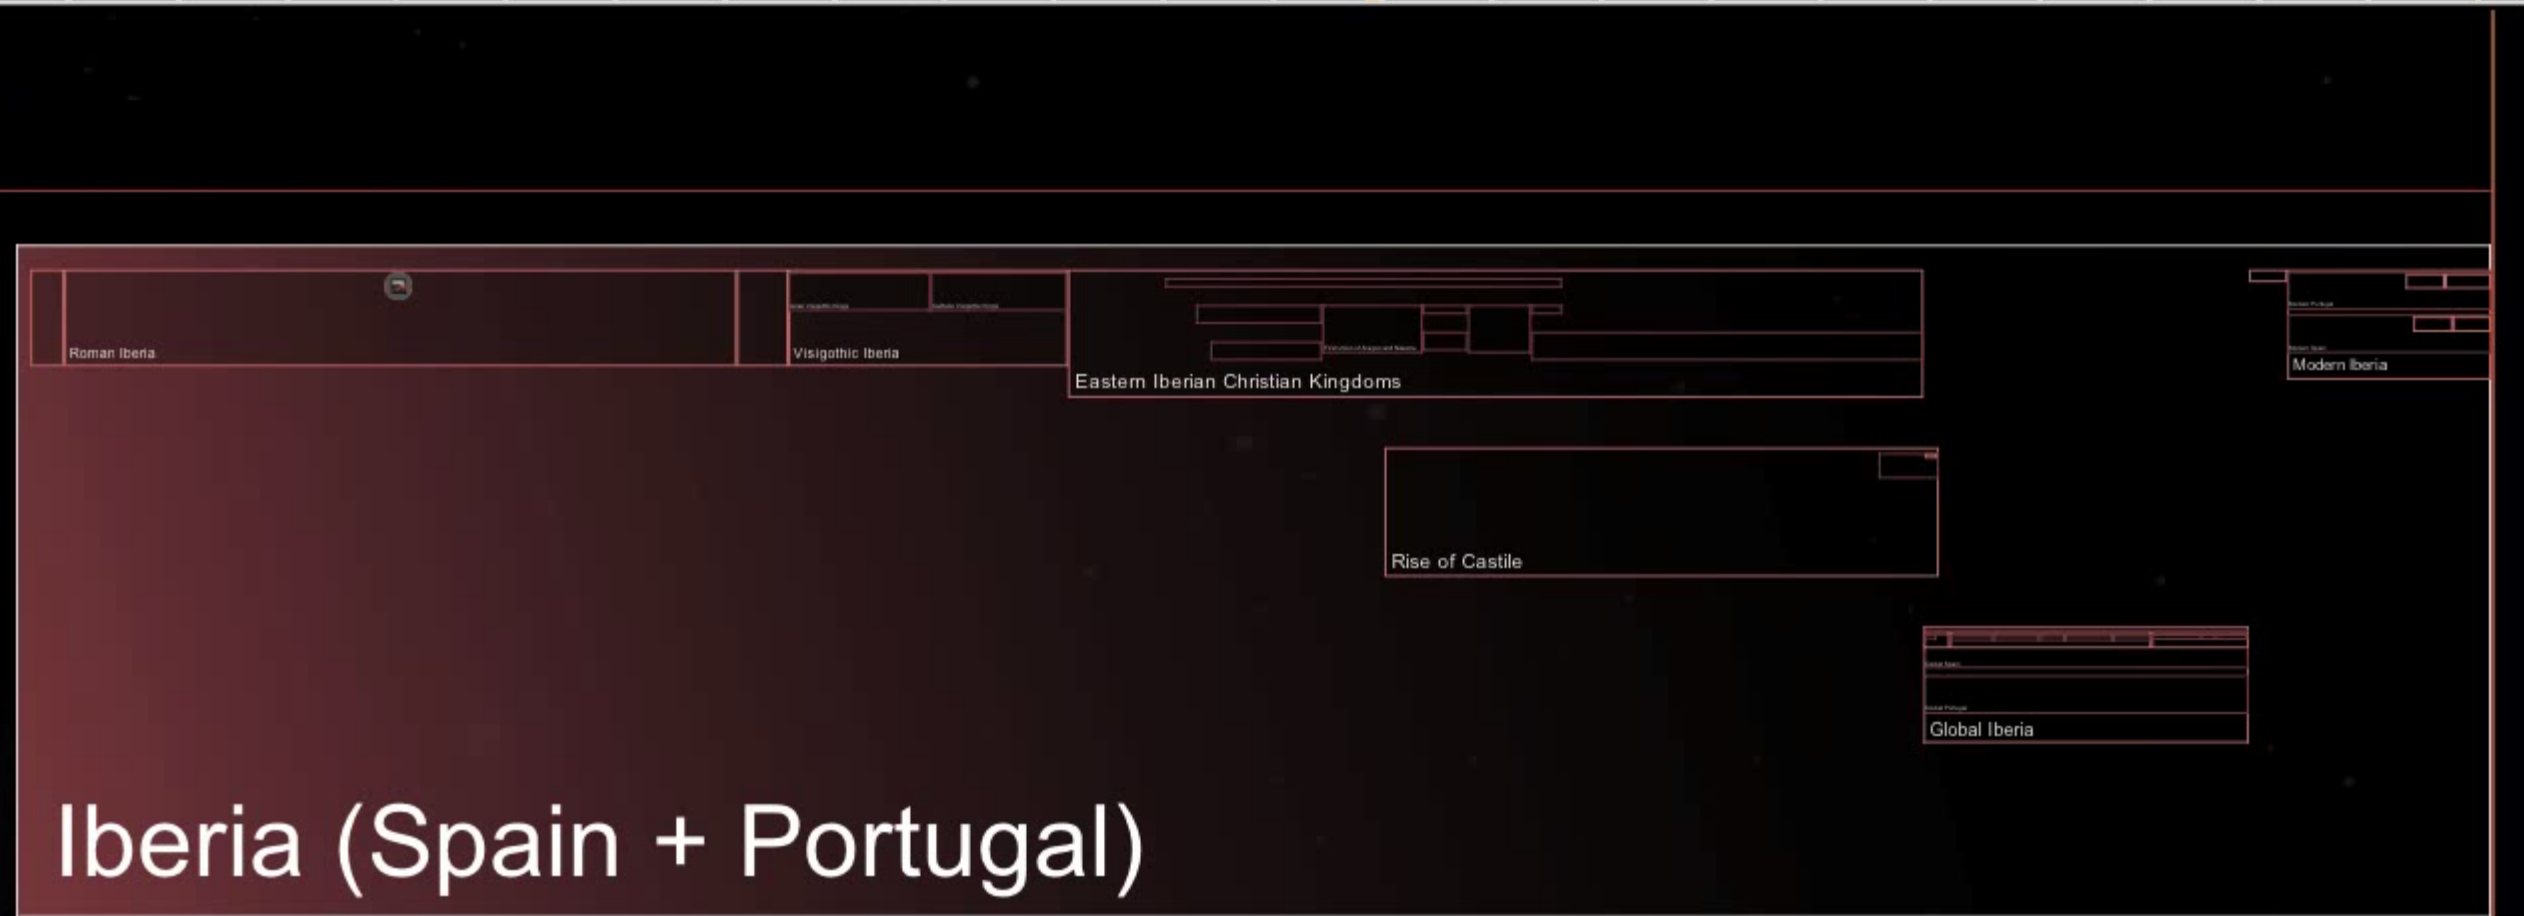 Roman Iberia
Visigothic Iberia
Eastern Iberian Christian Kingdoms
Modern Iberia
Rise of Castile
Global Iberia
Iberia (Spain + Portugal)